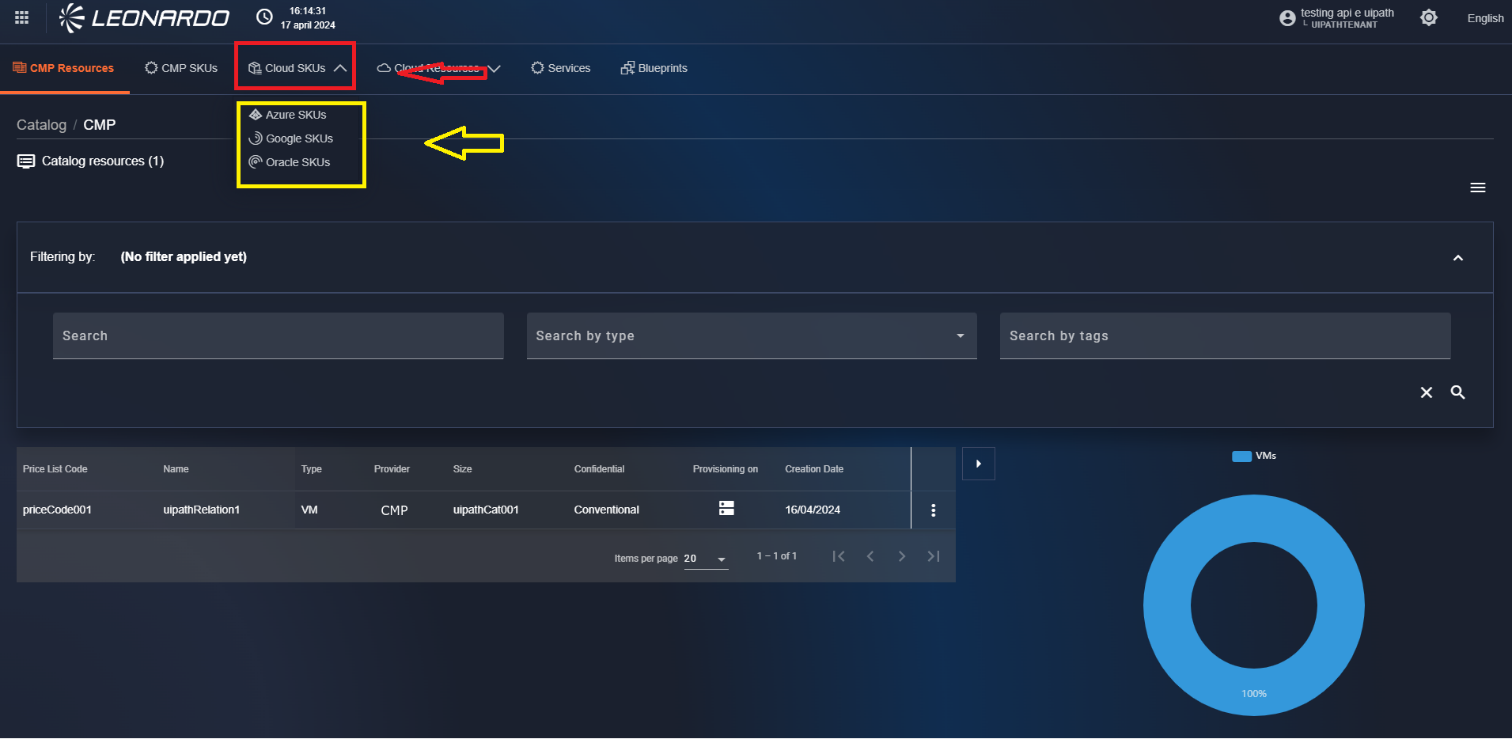 LEONARDO
16:14:31
17 april 2024
testing api e uipath
UIPATHTENANT
English
CMP Resources
CMP SKUs
Cloud SKUs
Cloud Resources
Services
Blueprints
Azure SKUs
Google SKUs
Oracle SKUs
Catalog / CMP
Catalog resources (1)
Filtering by: (No filter applied yet)
Search
Search by type
Search by tags
Price List Code Name Type Provider Size Confidential Provisioning on Creation Date
priceCode001 uipathRelation1 VM CMP uipathCat001 Conventional 16/04/2024
Items per page 20 1 – 1 of 1
VMs
100%